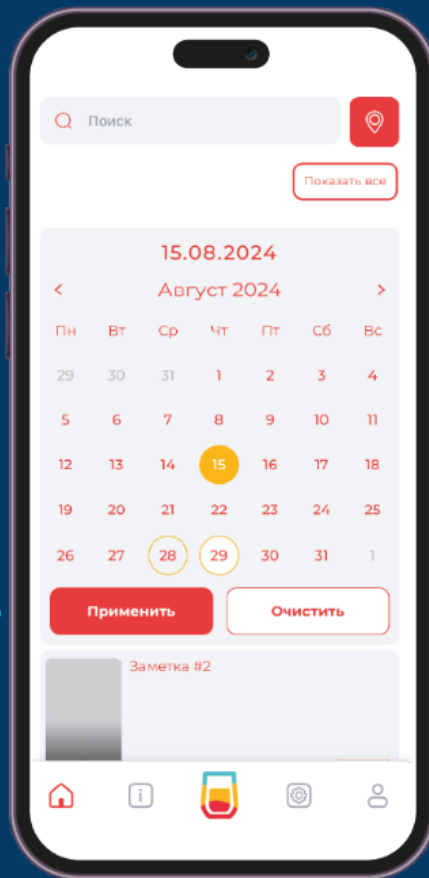 Поиск
Показать все
15.08.2024
Август 2024
Пн Вт Ср Чт Пт Сб Вс
29 30 31 1 2 3 4
5 6 7 8 9 10 11
12 13 14 15 16 17 18
19 20 21 22 23 24 25
26 27 28 29 30 31 1
Применить Очистить
Заметка #2